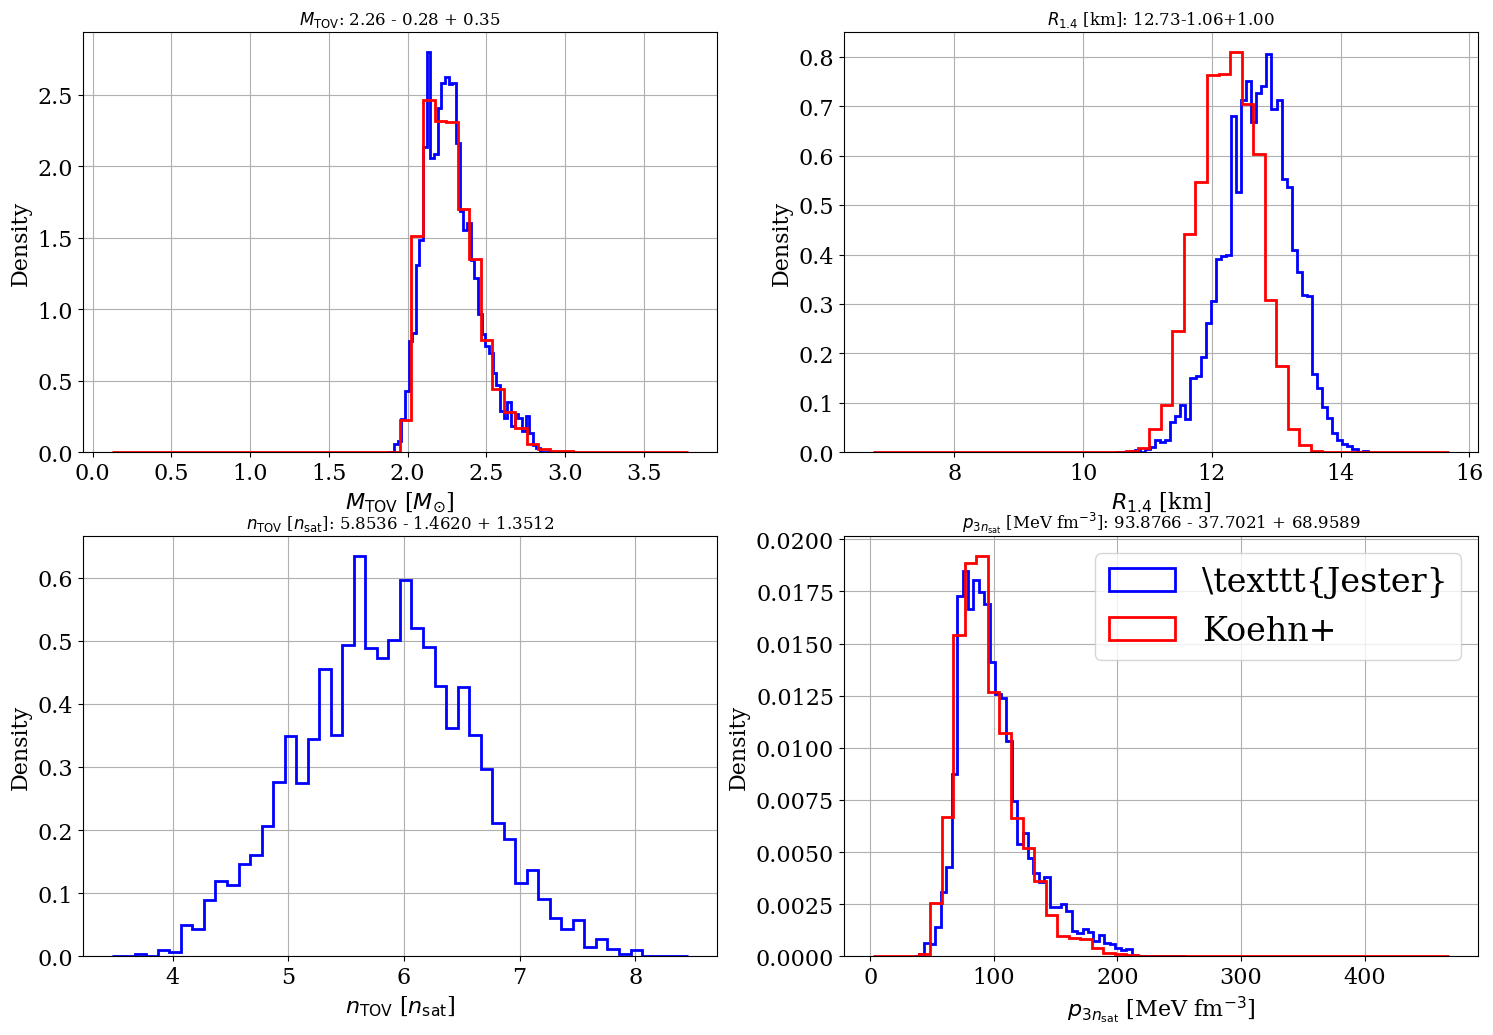 M_TOV: 2.26 - 0.28 + 0.35
R_1.4 [km]: 12.73-1.06+1.00
Density
2.5
2.0
1.5
1.0
0.5
0.0
0.0 0.5 1.0 1.5 2.0 2.5 3.0 3.5
M_TOV [M_⊙]
Density
0.8
0.7
0.6
0.5
0.4
0.3
0.2
0.1
0.0
8 10 12 14 16
R_1.4 [km]
n_TOV [n_sat]: 5.8536 - 1.4620 + 1.3512
p_3n_sat [MeV fm⁻³]: 93.8766 - 37.7021 + 68.9589
Density
0.6
0.5
0.4
0.3
0.2
0.1
0.0
4 5 6 7 8
n_TOV [n_sat]
Density
0.0200
0.0175
0.0150
0.0125
0.0100
0.0075
0.0050
0.0025
0.0000
0 100 200 300 400
p_3n_sat [MeV fm⁻³]
\texttt{Jester}
Koehn+